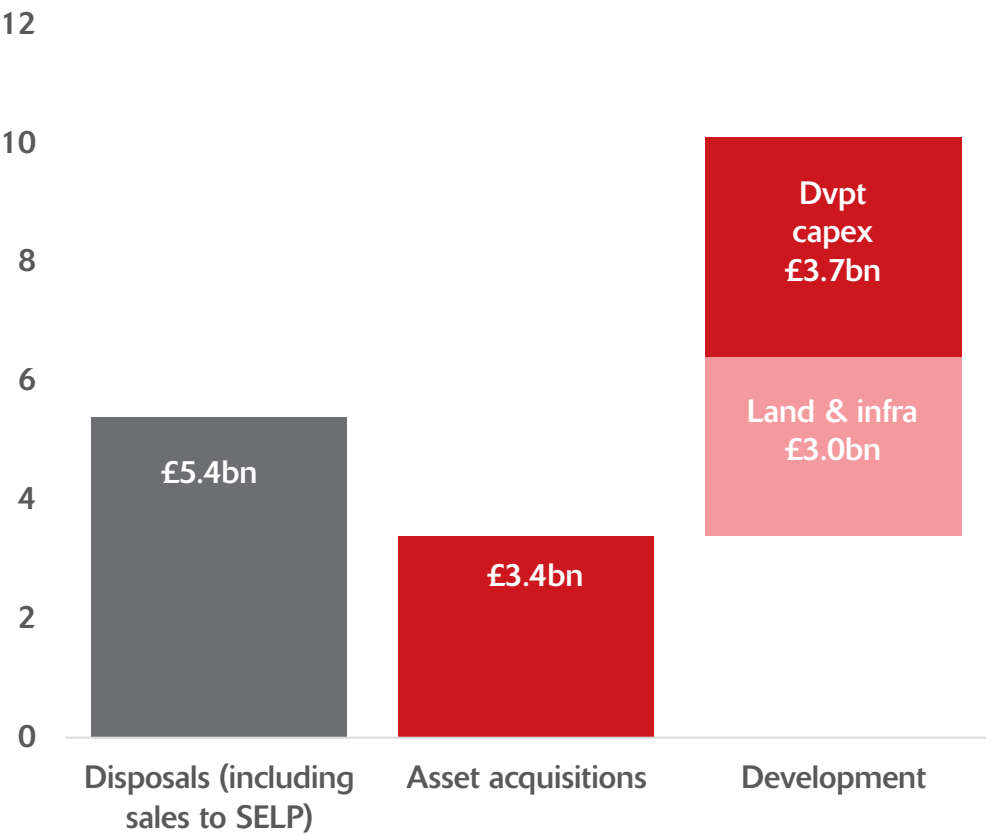 12
10
8
6
4
2
0
£5.4bn
£3.4bn
Dvpt
capex
£3.7bn
Land & infra
£3.0bn
Disposals (including
sales to SELP)
Asset acquisitions
Development